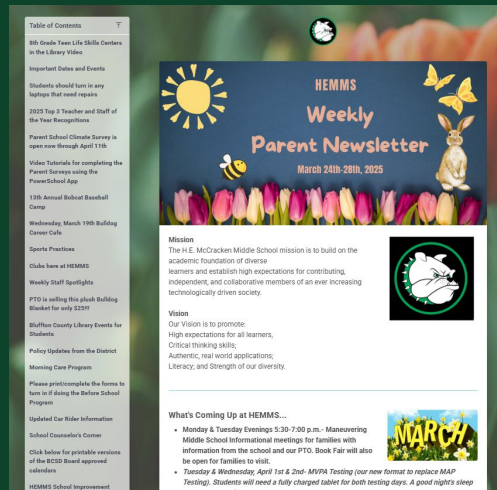 Table of Contents
8th Grade Teen Life Skills Centers
in the Library Video
Important Dates and Events
Students should turn in any
laptops that need repairs
2025 Top 3 Teacher and Staff of
the Year Recognitions
Parent School Climate Survey is
open now through April 11th
Video Tutorials for completing the
Parent Surveys using the
PowerSchool App
13th Annual Bobcat Baseball
Camp
Wednesday, March 19th Bulldog
Career Cafe
Sports Practices
Clubs here at HEMMS
Weekly Staff Spotlights
PTO is selling this plush Bulldog
Blanket for only $25!!!
Bluffton County Library Events for
Students
Policy Updates from the District
Morning Care Program
Please print/complete the forms to
turn in if doing the Before School
Program
Updated Car Rider Information
School Counselor's Corner
Click below for printable versions
of the BCSD Board approved
calendars
HEMMS School Improvement
HEMMS
Weekly
Parent Newsletter
March 24th-28th, 2025
Mission
The H.E. McCracken Middle School mission is to build on the
academic foundation of diverse
learners and establish high expectations for contributing,
independent, and collaborative members of an ever increasing
technologically driven society.
Vision
Our Vision is to promote:
High expectations for all learners,
Critical thinking skills;
Authentic, real world applications;
Literacy; and Strength of our diversity.
What's Coming Up at HEMMS...
• Monday & Tuesday Evenings 5:30-7:00 p.m.- Maneuvering
Middle School Informational meetings for families with
information from the school and our PTO. Book Fair will also
be open for families to visit.
MARCH
• Tuesday & Wednesday, April 1st & 2nd- MVPA Testing (our new format to replace MAP
Testing). Students will need a fully charged tablet for both testing days. A good night's sleep